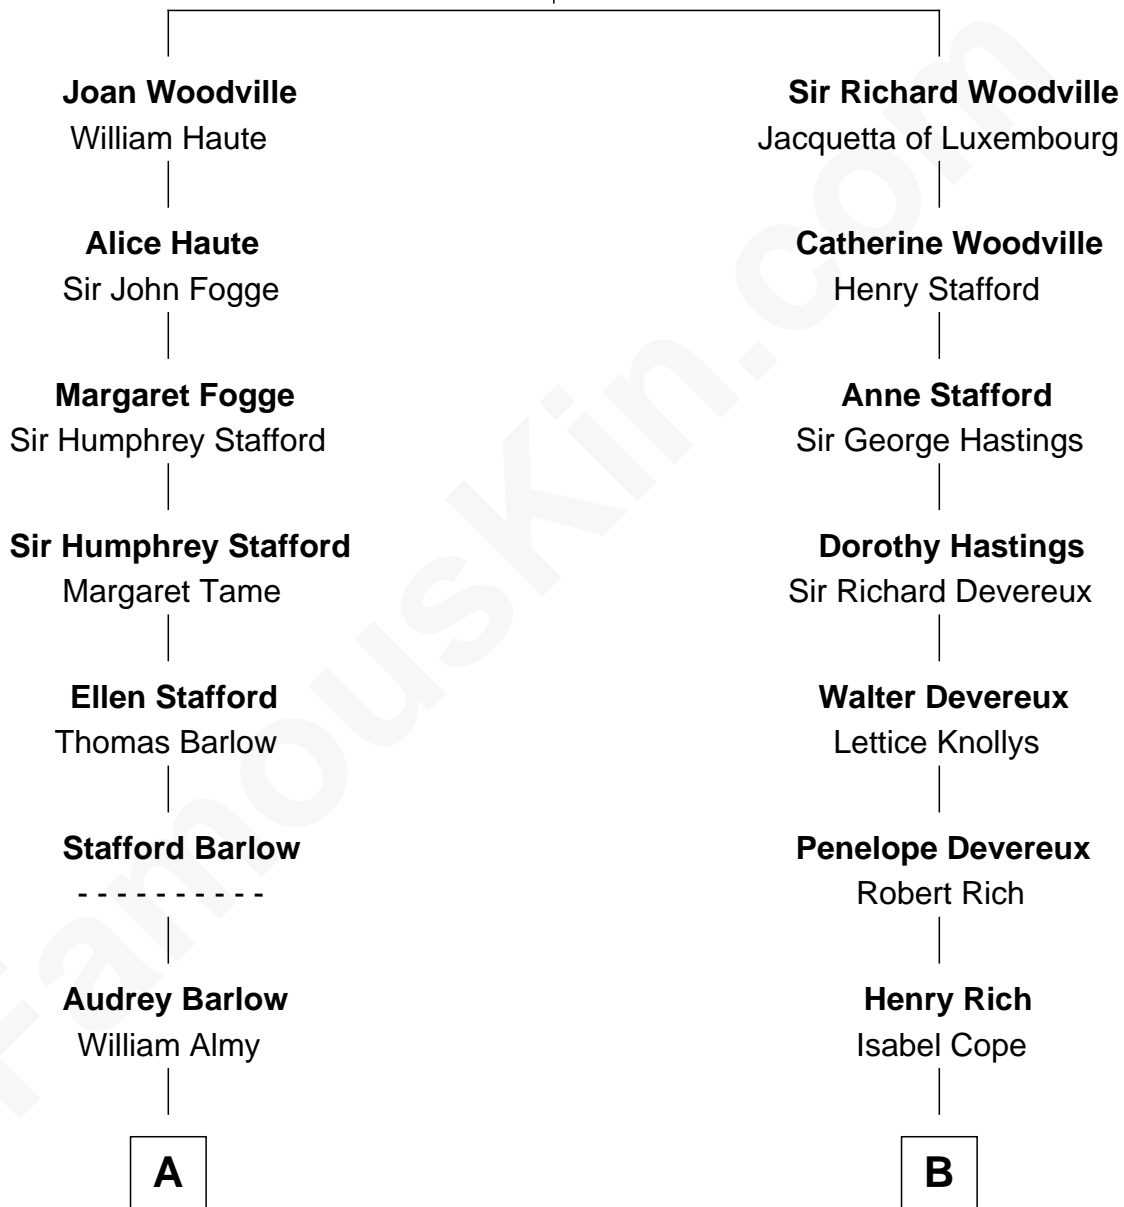 Joan Woodville
William Haute
Sir Richard Woodville
Jacquetta of Luxembourg
Alice Haute
Sir John Fogge
Catherine Woodville
Henry Stafford
Margaret Fogge
Sir Humphrey Stafford
Anne Stafford
Sir George Hastings
Sir Humphrey Stafford
Margaret Tame
Dorothy Hastings
Sir Richard Devereux
Ellen Stafford
Thomas Barlow
Walter Devereux
Lettice Knollys
Stafford Barlow
- - - - - - - - - -
Penelope Devereux
Robert Rich
Audrey Barlow
William Almy
Henry Rich
Isabel Cope
A
B
FamousKin.com